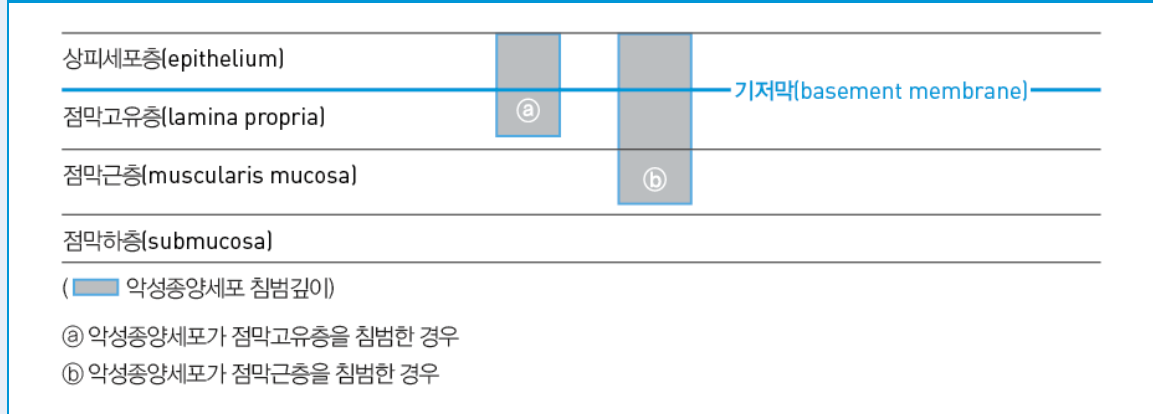 상피세포층(epithelium)
기저막(basement membrane)
점막고유층(lamina propria)
ⓐ
점막근층(muscularis mucosa)
ⓑ
점막하층(submucosa)
( 악성종양세포 침범깊이)
ⓐ 악성종양세포가 점막고유층을 침범한 경우
ⓑ 악성종양세포가 점막근층을 침범한 경우